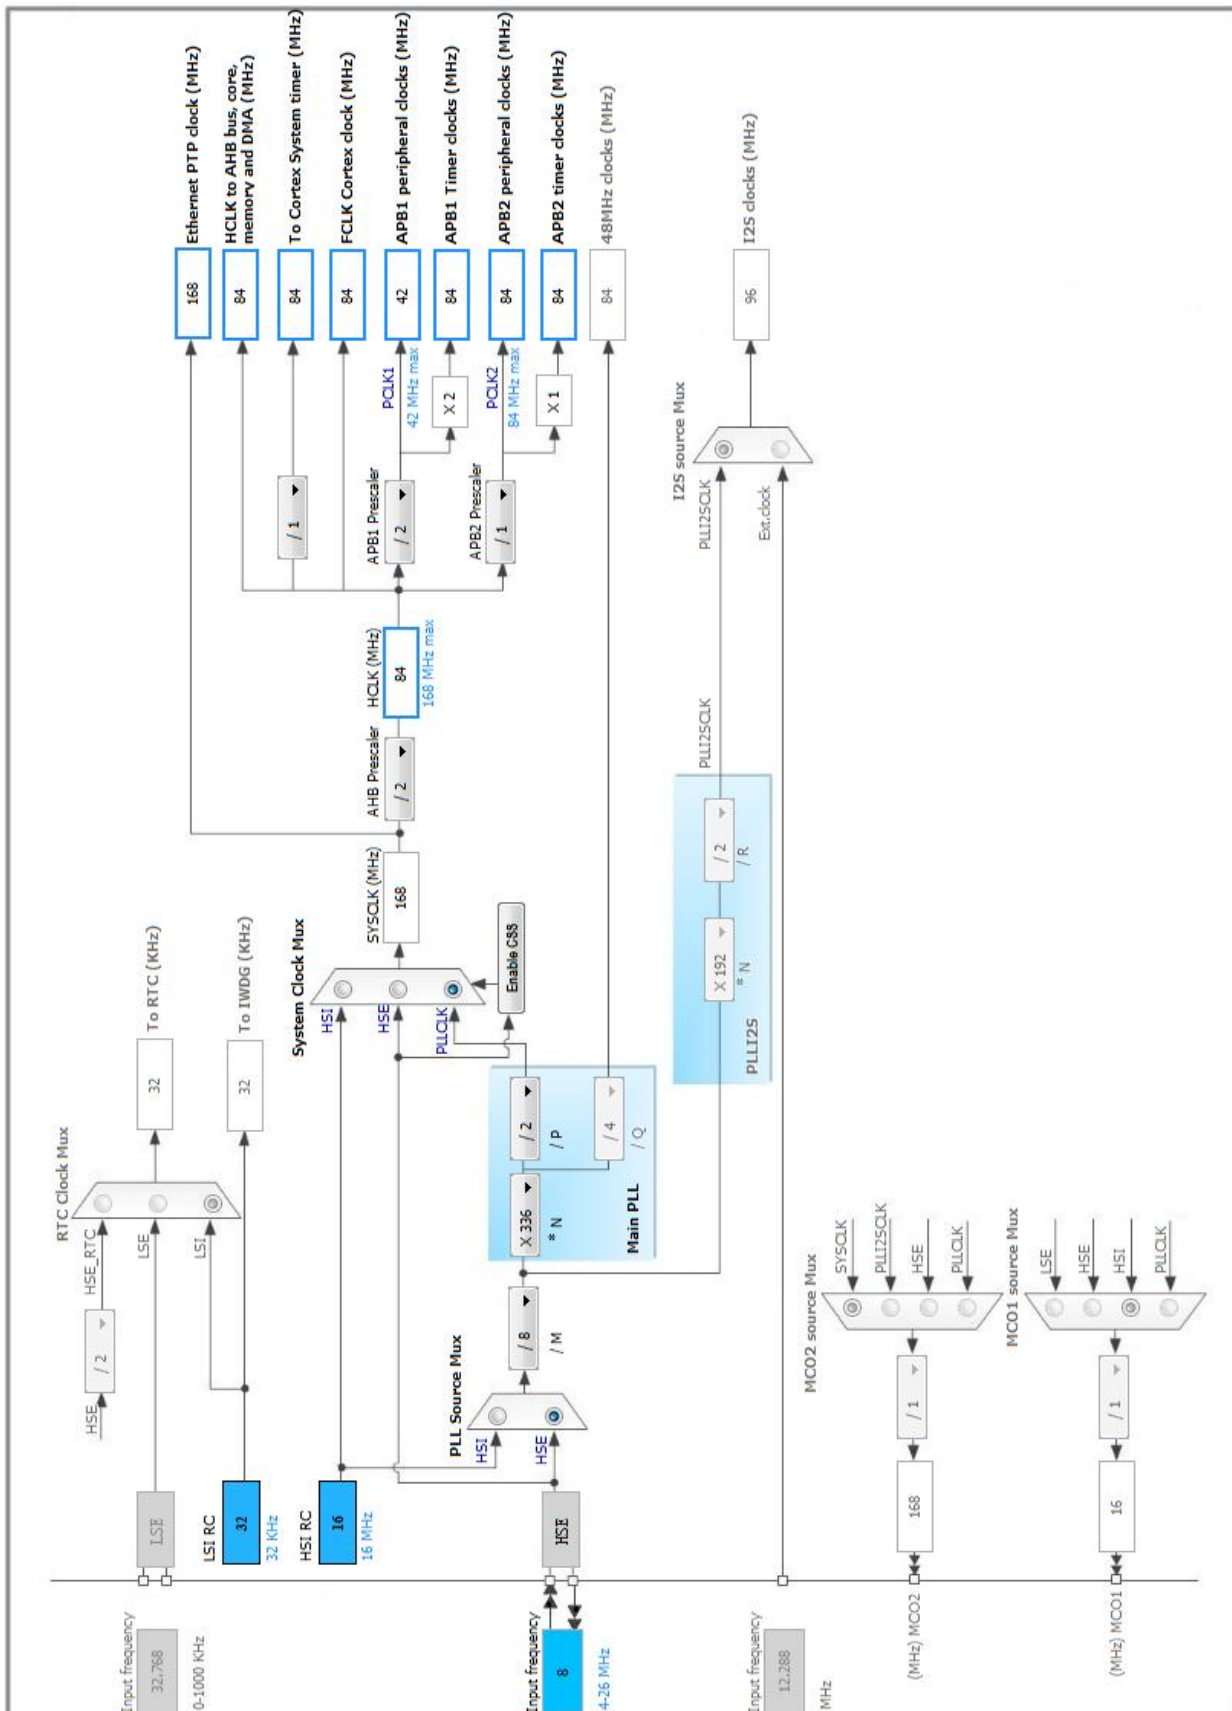 Input frequency
32.768
0-1000 KHz
LSE
HSE
/ 2
HSE_RTC
LSE
LSI
RTC Clock Mux
32
To RTC (KHz)
LSI RC
32
32 KHz
32
To IWDG (KHz)
HSI RC
16
16 MHz
System Clock Mux
HSI
HSE
PLLCLK
Enable CSS
SYSCLK (MHz)
168
AHB Prescaler
/ 2
HCLK (MHz)
84
168 MHz max
168
Ethernet PTP clock (MHz)
84
HCLK to AHB bus, core,
memory and DMA (MHz)
/ 1
84
To Cortex System timer (MHz)
84
FCLK Cortex clock (MHz)
APB1 Prescaler
/ 2
PCLK1
42 MHz max
42
APB1 peripheral clocks (MHz)
X 2
84
APB1 Timer clocks (MHz)
APB2 Prescaler
/ 1
PCLK2
84 MHz max
84
APB2 peripheral clocks (MHz)
X 1
84
APB2 timer clocks (MHz)
84
48MHz clocks (MHz)
Input frequency
8
4-26 MHz
HSE
PLL Source Mux
HSI
HSE
/ 8
/ M
X 336
* N
/ 2
/ P
/ 4
/ Q
Main PLL
X 192
* N
/ 2
/ R
PLLI2S
PLLI2SCLK
I2S source Mux
PLLI2SCLK
Ext.clock
96
I2S clocks (MHz)
Input frequency
12.288
MHz
MCO2 source Mux
SYSCLK
PLLI2SCLK
HSE
PLLCLK
/ 1
168
(MHz) MCO2
MCO1 source Mux
LSE
HSE
HSI
PLLCLK
/ 1
16
(MHz) MCO1